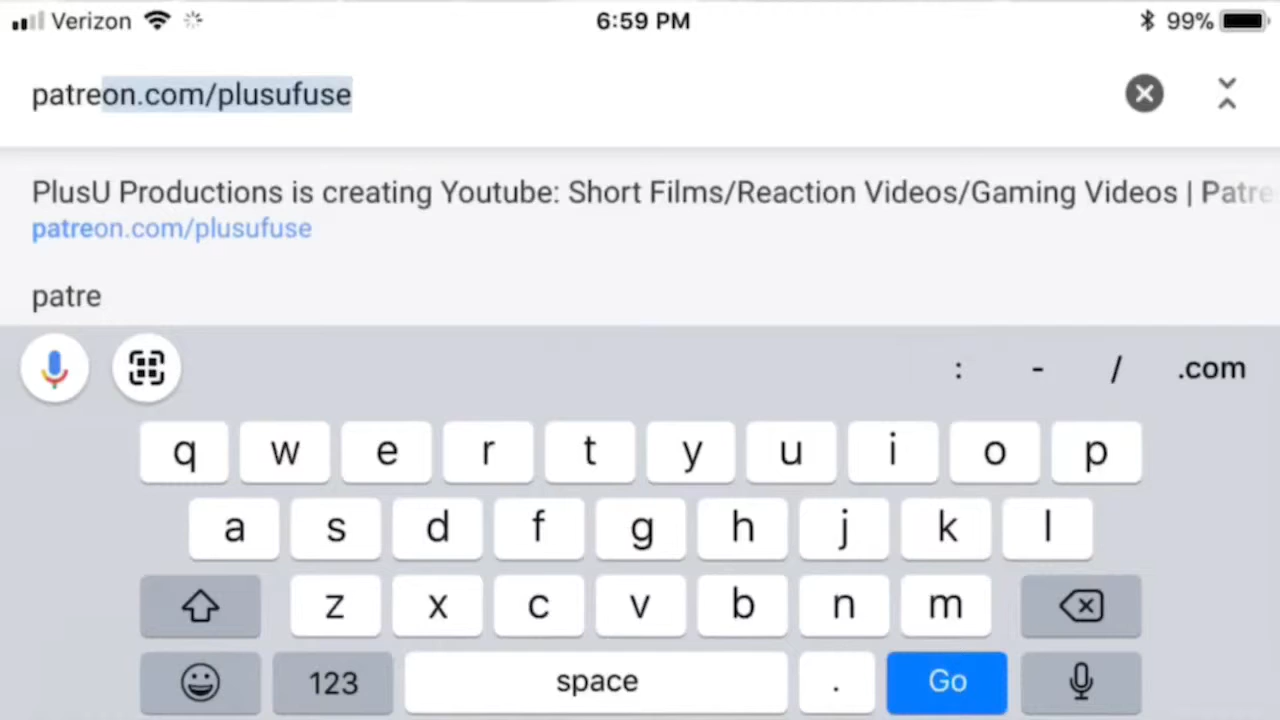 Verizon 6:59 PM 99%
patreon.com/plusufuse
PlusU Productions is creating Youtube: Short Films/Reaction Videos/Gaming Videos | Patre
patreon.com/plusufuse
patre
: - / .com
q w e r t y u i o p
a s d f g h j k l
z x c v b n m
123 space . Go